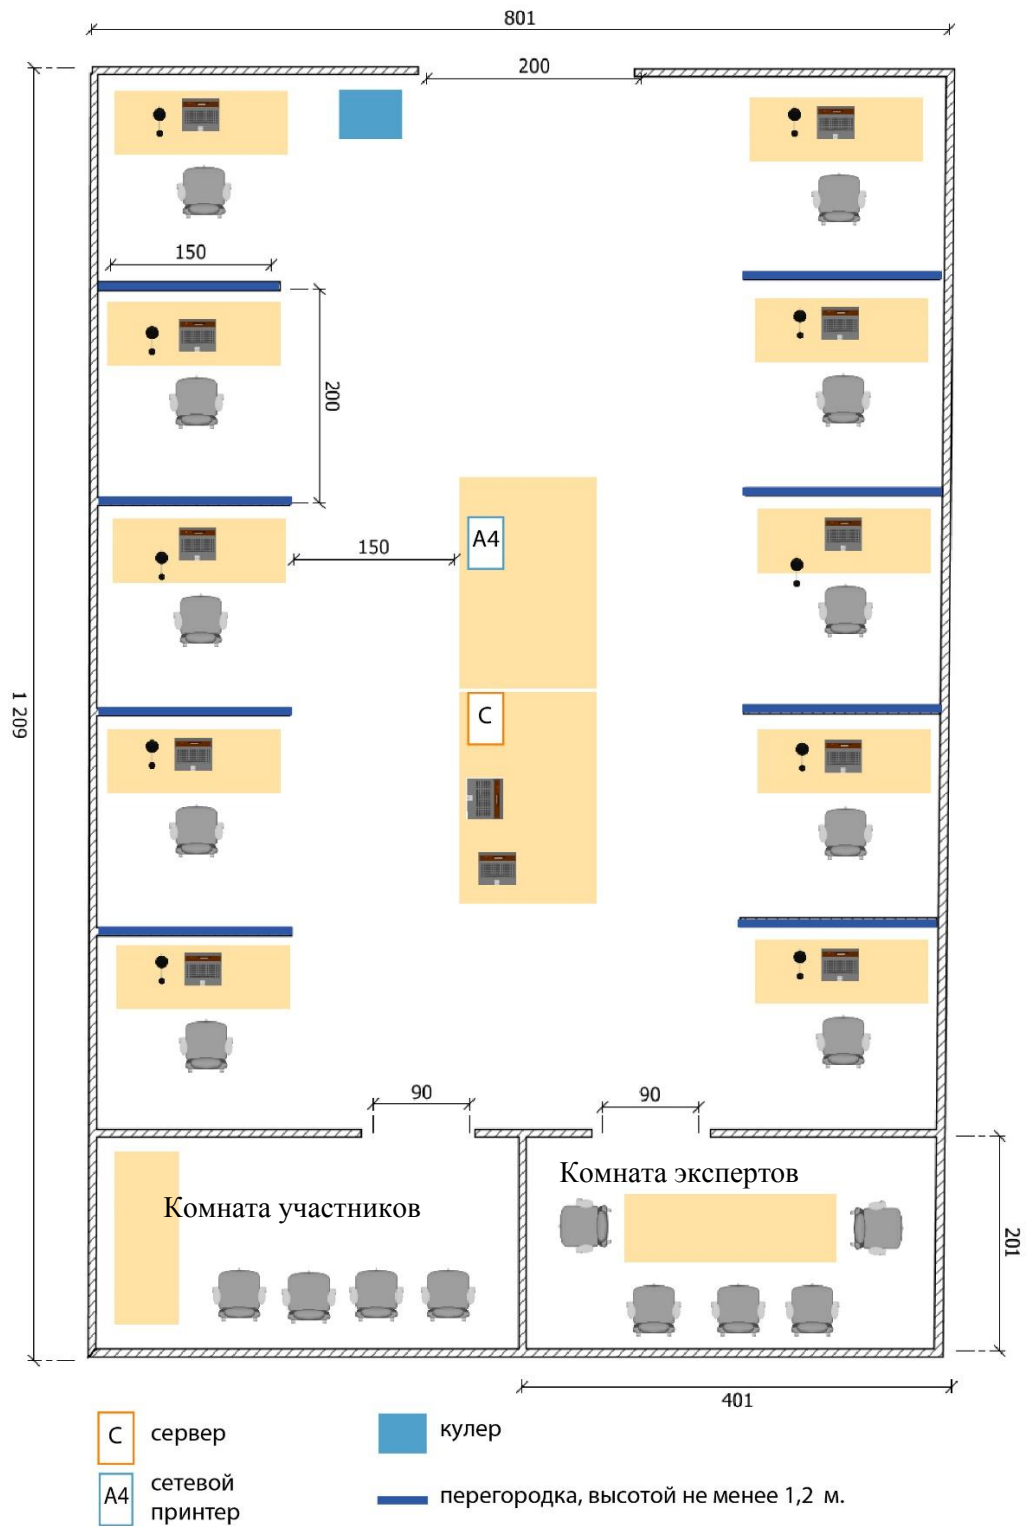 801
200
150
200
150
A4
C
1 209
90
90
Комната экспертов
Комната участников
201
401
C сервер
кулер
A4 сетевой
принтер
перегородка, высотой не менее 1,2 м.